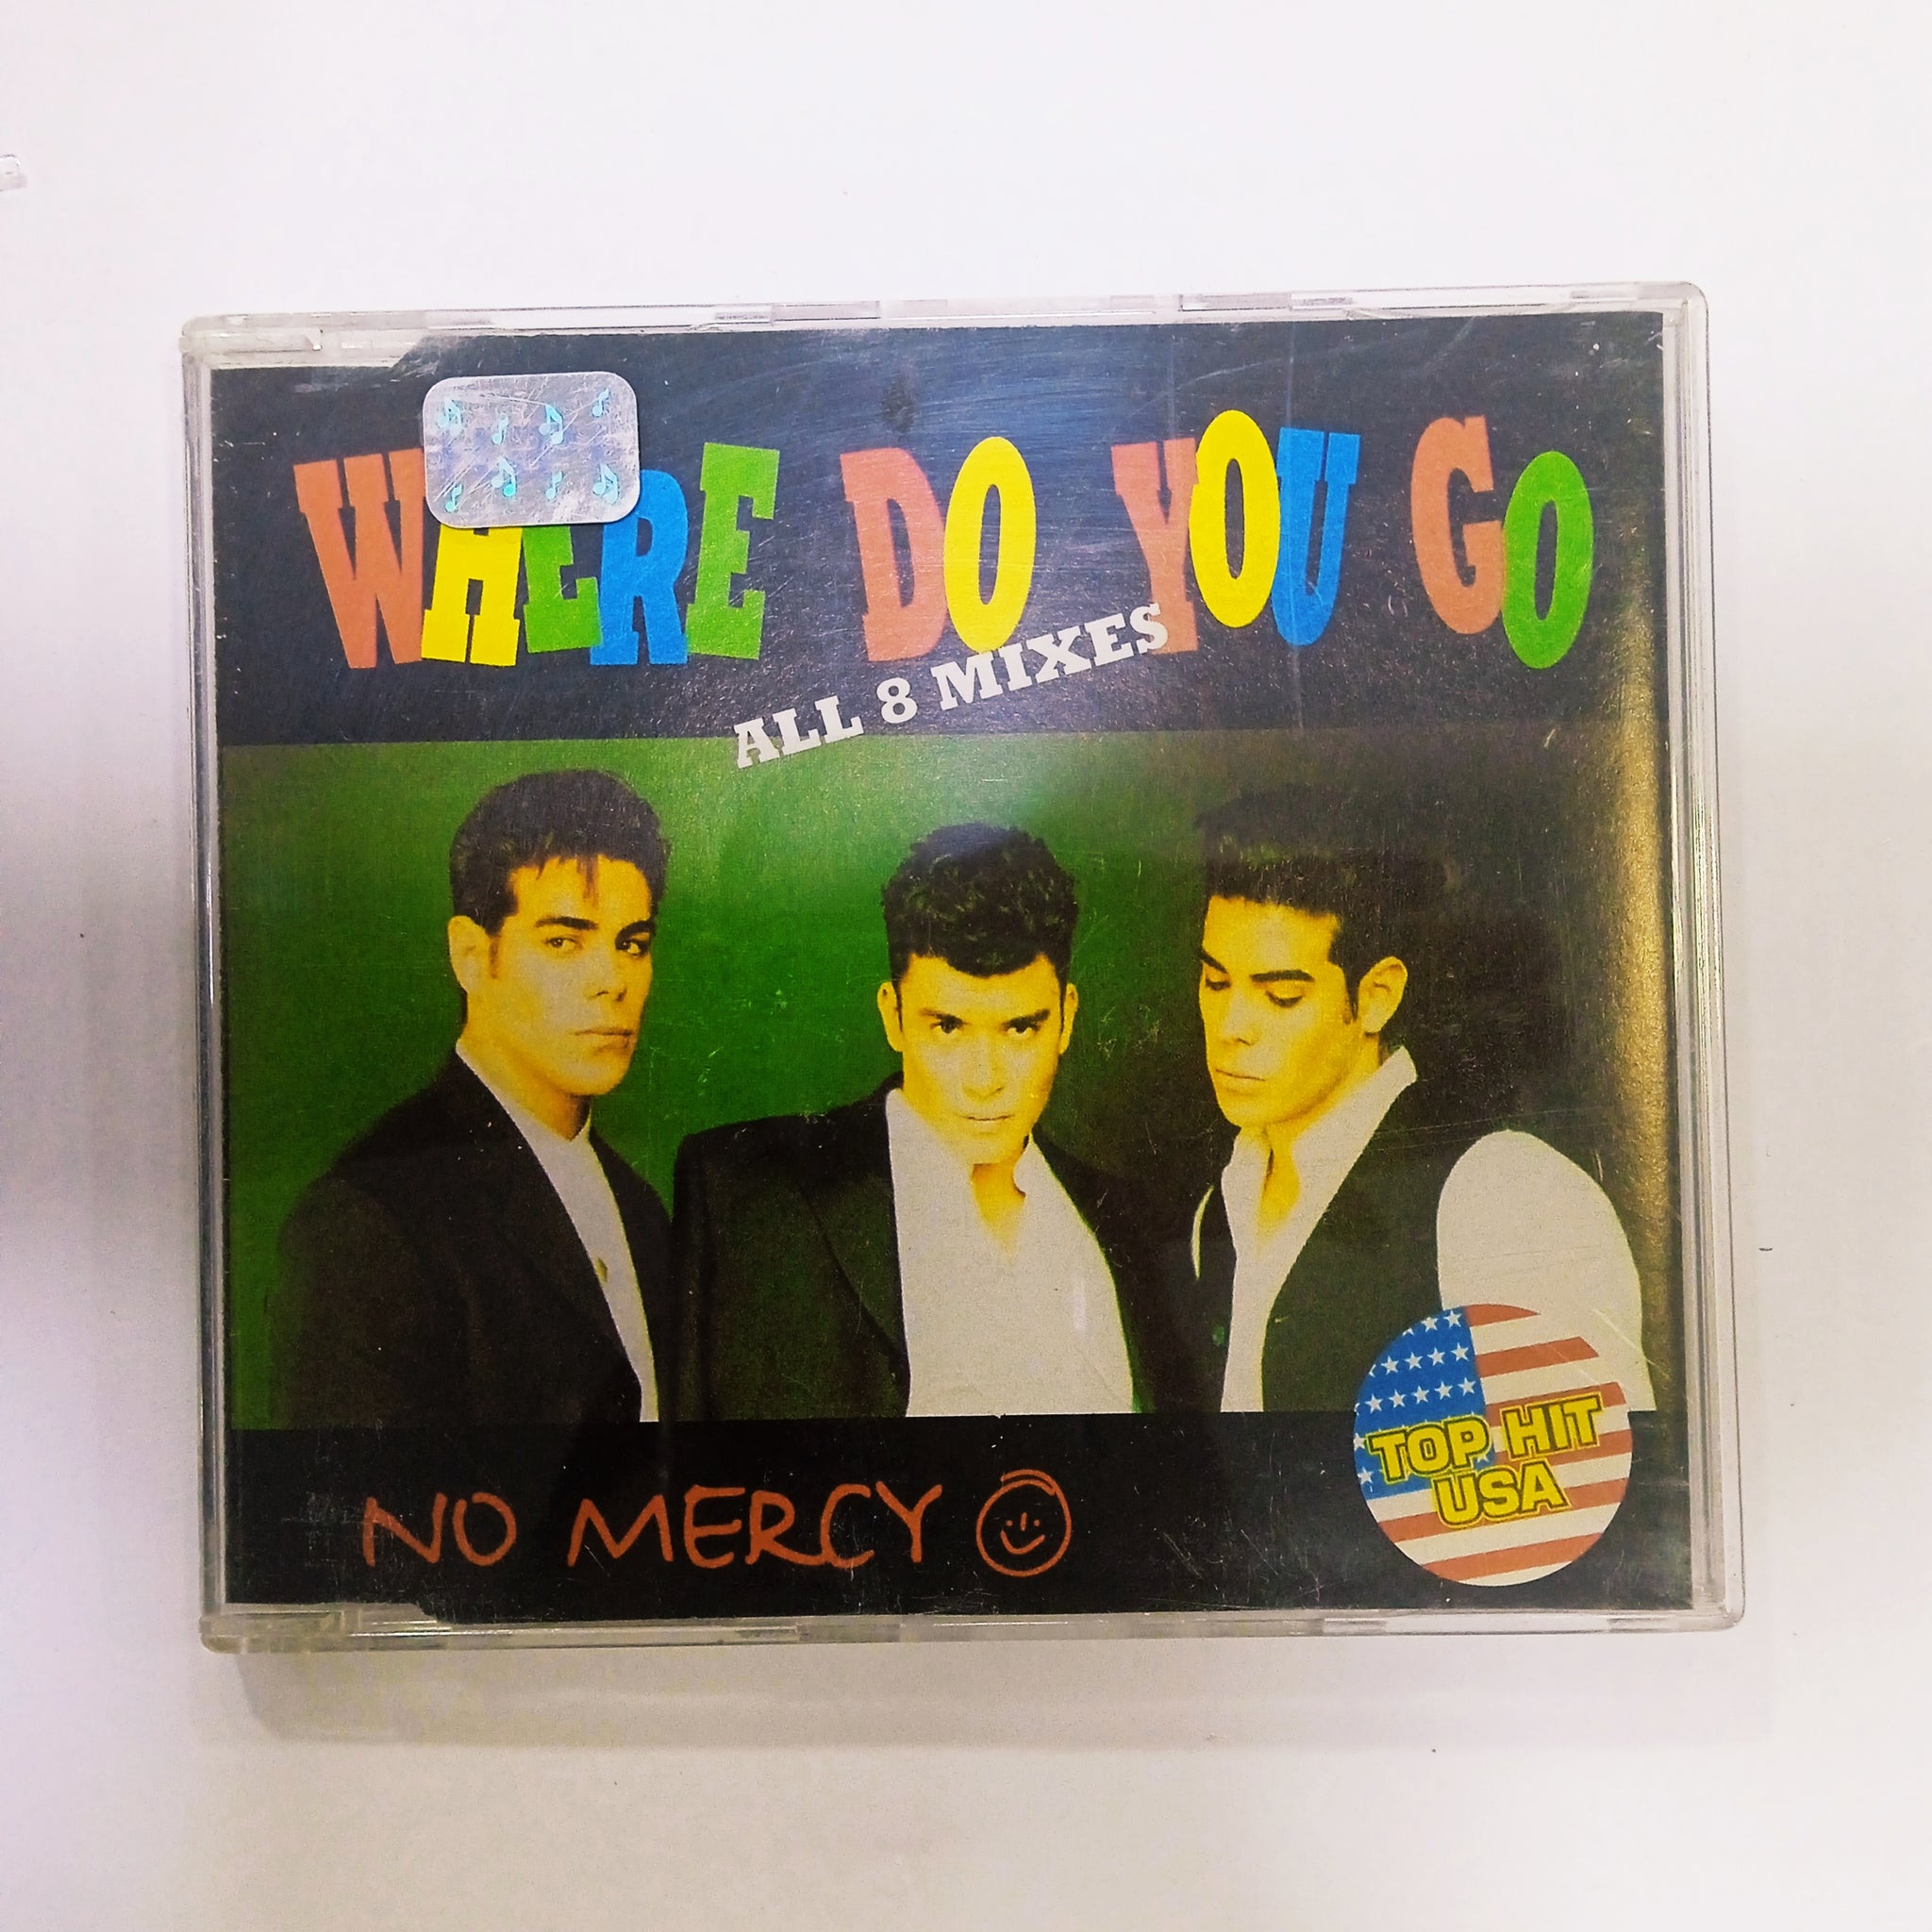 WHERE DO YOU GO
ALL 8 MIXES
NO MERCY
TOP HIT
USA